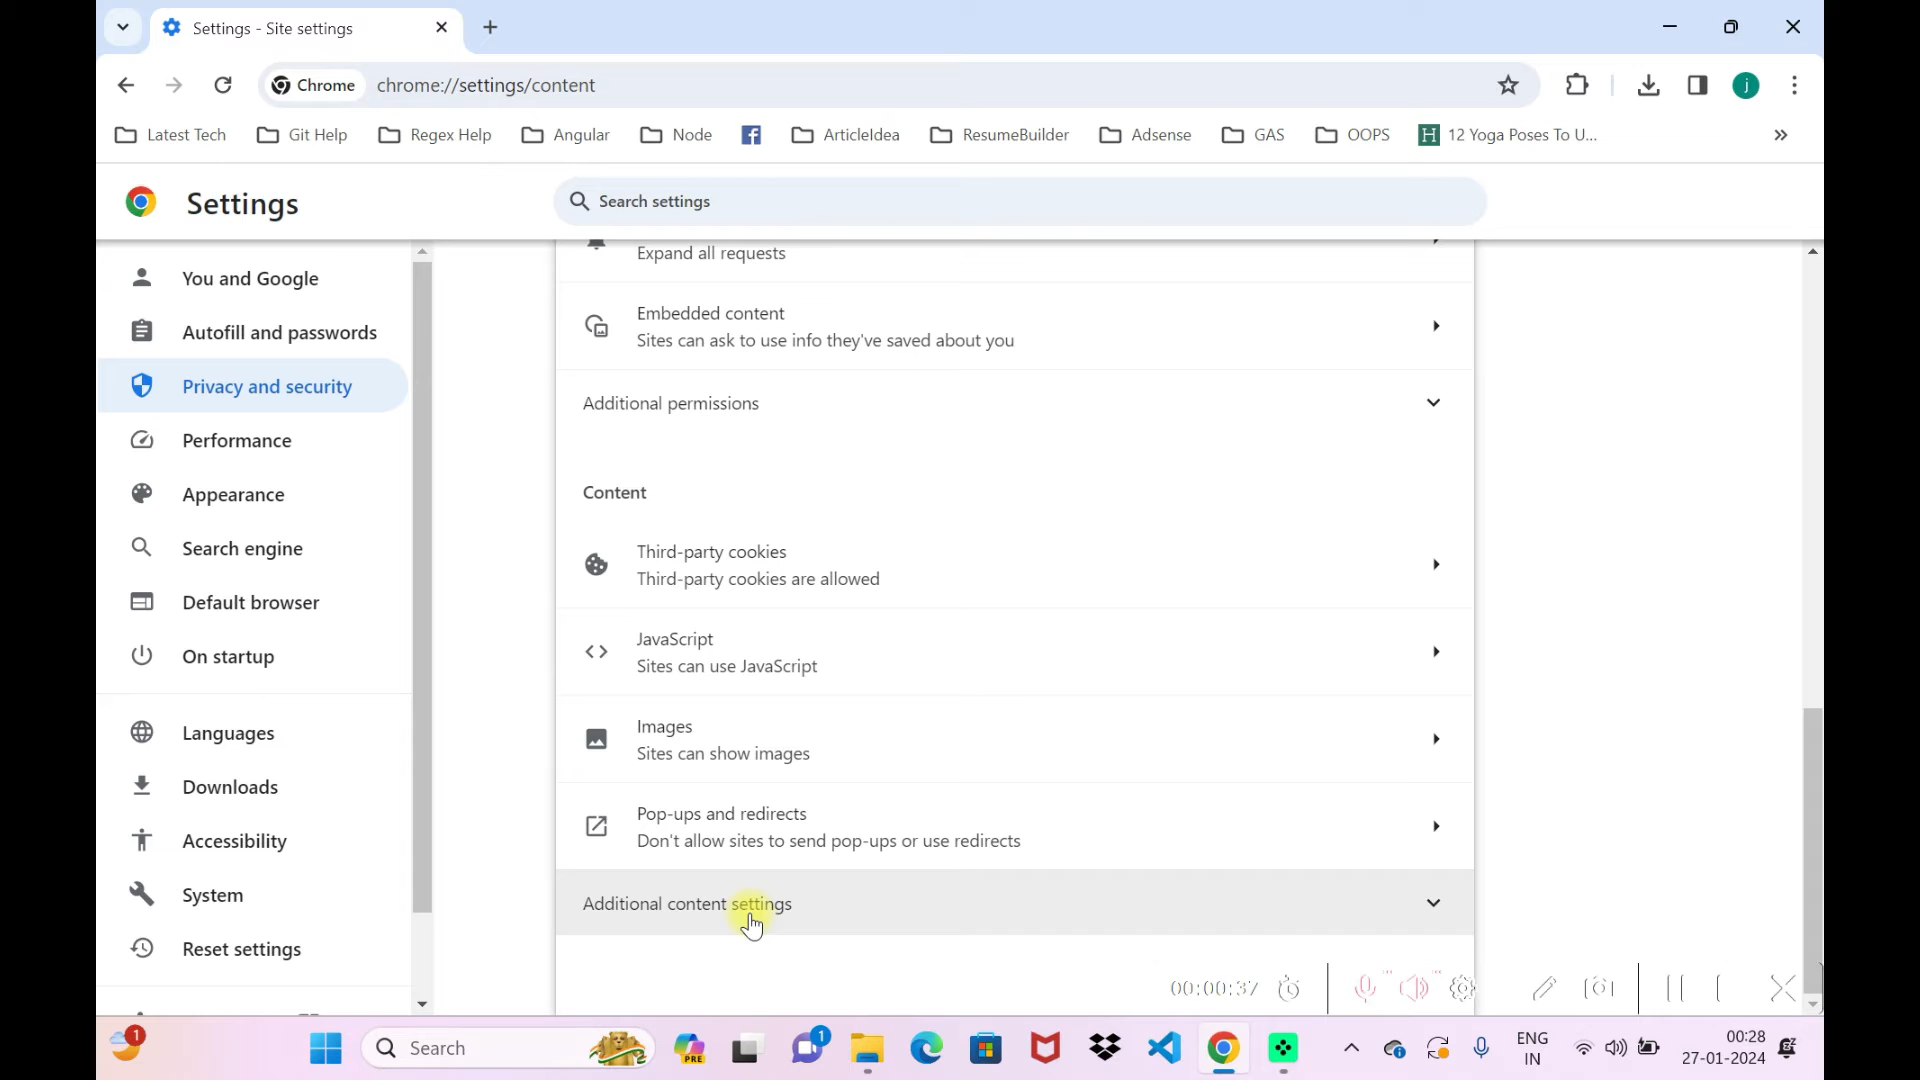 Settings - Site settings
Chrome chrome://settings/content
Latest Tech Git Help Regex Help Angular Node ArticleIdea ResumeBuilder Adsense GAS OOPS H 12 Yoga Poses To U... »
Settings
Search settings
You and Google
Autofill and passwords
Privacy and security
Performance
Appearance
Search engine
Default browser
On startup
Languages
Downloads
Accessibility
System
Reset settings
Expand all requests
Embedded content
Sites can ask to use info they've saved about you
Additional permissions
Content
Third-party cookies
Third-party cookies are allowed
JavaScript
Sites can use JavaScript
Images
Sites can show images
Pop-ups and redirects
Don't allow sites to send pop-ups or use redirects
Additional content settings
00:00:37
1 Search PRE 1 ENG 00:28
IN 27-01-2024
j